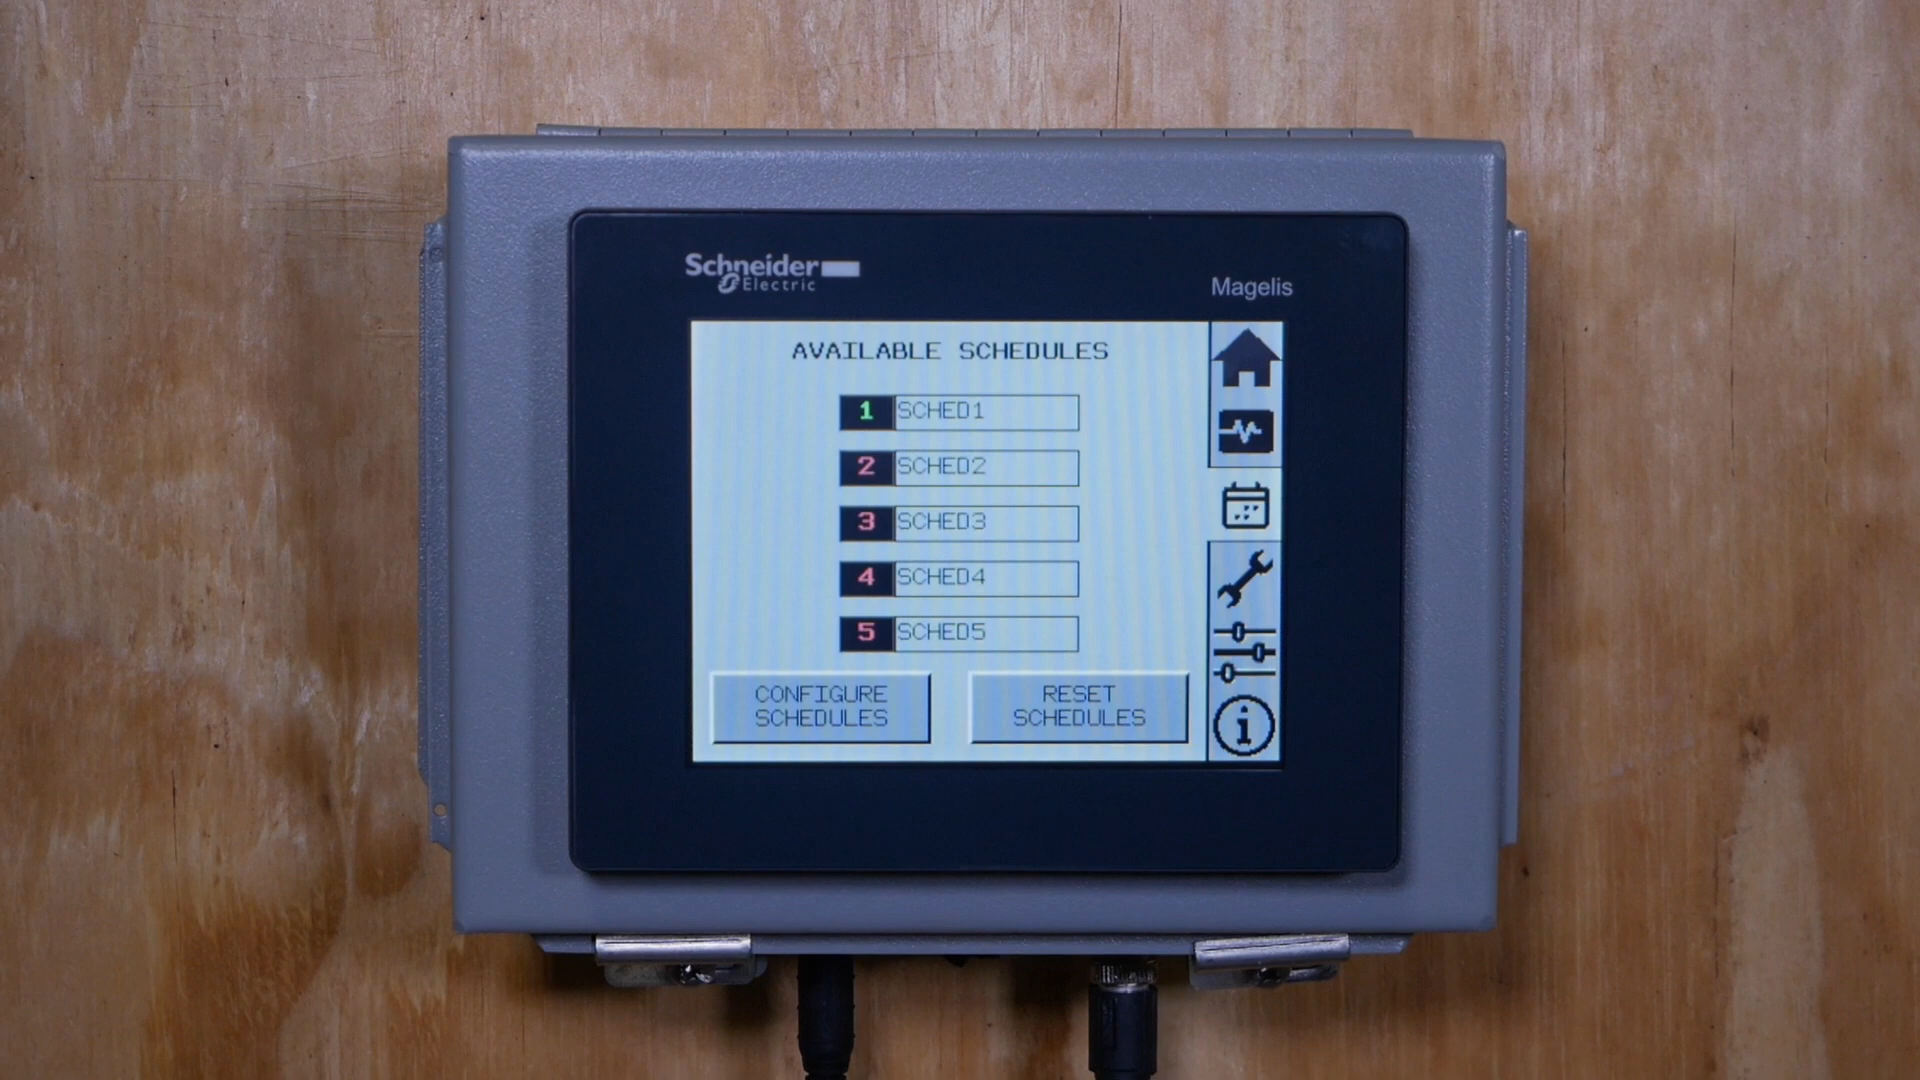 Schneider
Electric
Magelis
AVAILABLE SCHEDULES
1 SCHED1
2 SCHED2
3 SCHED3
4 SCHED4
5 SCHED5
CONFIGURE
SCHEDULES
RESET
SCHEDULES